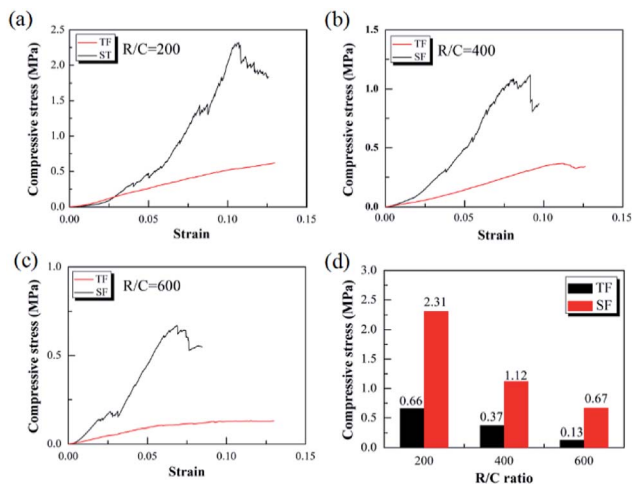 (a)
2.5
2.0
1.5
1.0
0.5
0.0
Compressive stress (MPa)
TF
ST
R/C=200
0.00
0.05
0.10
0.15
Strain
(b)
1.5
1.0
0.5
0.0
Compressive stress (MPa)
TF
SF
R/C=400
0.00
0.05
0.10
0.15
Strain
(c)
1.0
0.5
0.0
Compressive stress (MPa)
TF
SF
R/C=600
0.00
0.05
0.10
0.15
Strain
(d)
3.0
2.5
2.0
1.5
1.0
0.5
0.0
Compressive stress (MPa)
TF
SF
0.66
2.31
0.37
1.12
0.13
0.67
200
400
600
R/C ratio